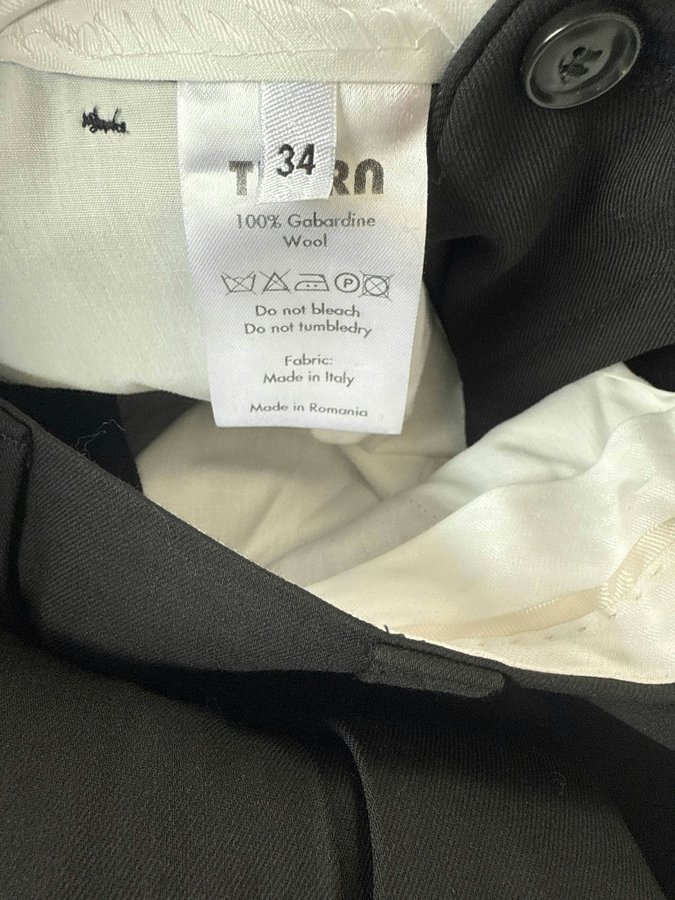 34
100% Gabardine
Wool
P
Do not bleach
Do not tumbledry
Fabric:
Made in Italy
Made in Romania